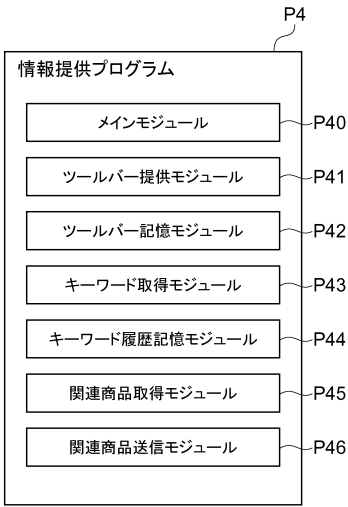 P4
情報提供プログラム
メインモジュール P40
ツールバー提供モジュール P41
ツールバー記憶モジュール P42
キーワード取得モジュール P43
キーワード履歴記憶モジュール P44
関連商品取得モジュール P45
関連商品送信モジュール P46